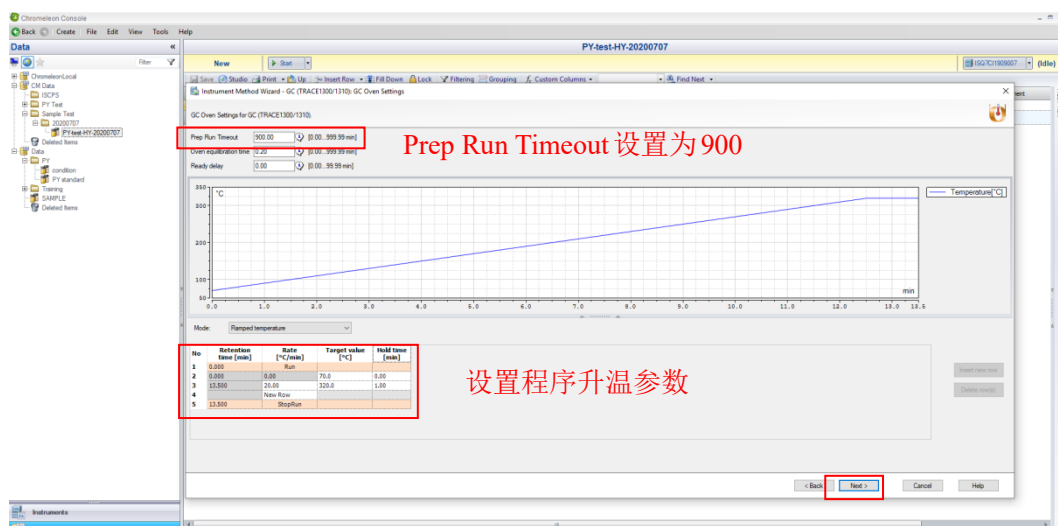 Chromeleon Console
Back Create File Edit View Tools Help
Data «
PY-test-HY-20200707
Filter
New Start
ISQ7CI1909007 (Idle)
Save Studio Print Up Insert Row Fill Down Lock Filtering Grouping Custom Columns Find Next
ChromeleonLocal
CM Data
ISCPS
PY Test
Sample Test
20200707
PY-test-HY-20200707
Deleted Items
Data
PY
condition
PY standard
Training
SAMPLE
Deleted Items
Instruments
Instrument Method Wizard - GC (TRACE1300/1310): GC Oven Settings
GC Oven Settings for GC (TRACE1300/1310).
Prep Run Timeout 900.00 [0.00...999.99 min]
Prep Run Timeout 设置为 900
Oven equilibration time 0.20 [0.00...999.99 min]
Ready delay 0.00 [0.00...99.99 min]
350
°C
300
200
100
50
Temperature[°C]
min
0.0 1.0 2.0 3.0 4.0 5.0 6.0 7.0 8.0 9.0 10.0 11.0 12.0 13.0 13.5
Mode: Ramped temperature
No Retention time [min] Rate [°C/min] Target value [°C] Hold time [min]
1 0.000 Run
2 0.000 0.00 70.0 0.00
3 13.500 20.00 320.0 1.00
4 New Row
5 13.500 StopRun
设置程序升温参数
Insert new row
Delete row(s)
< Back Next > Cancel Help